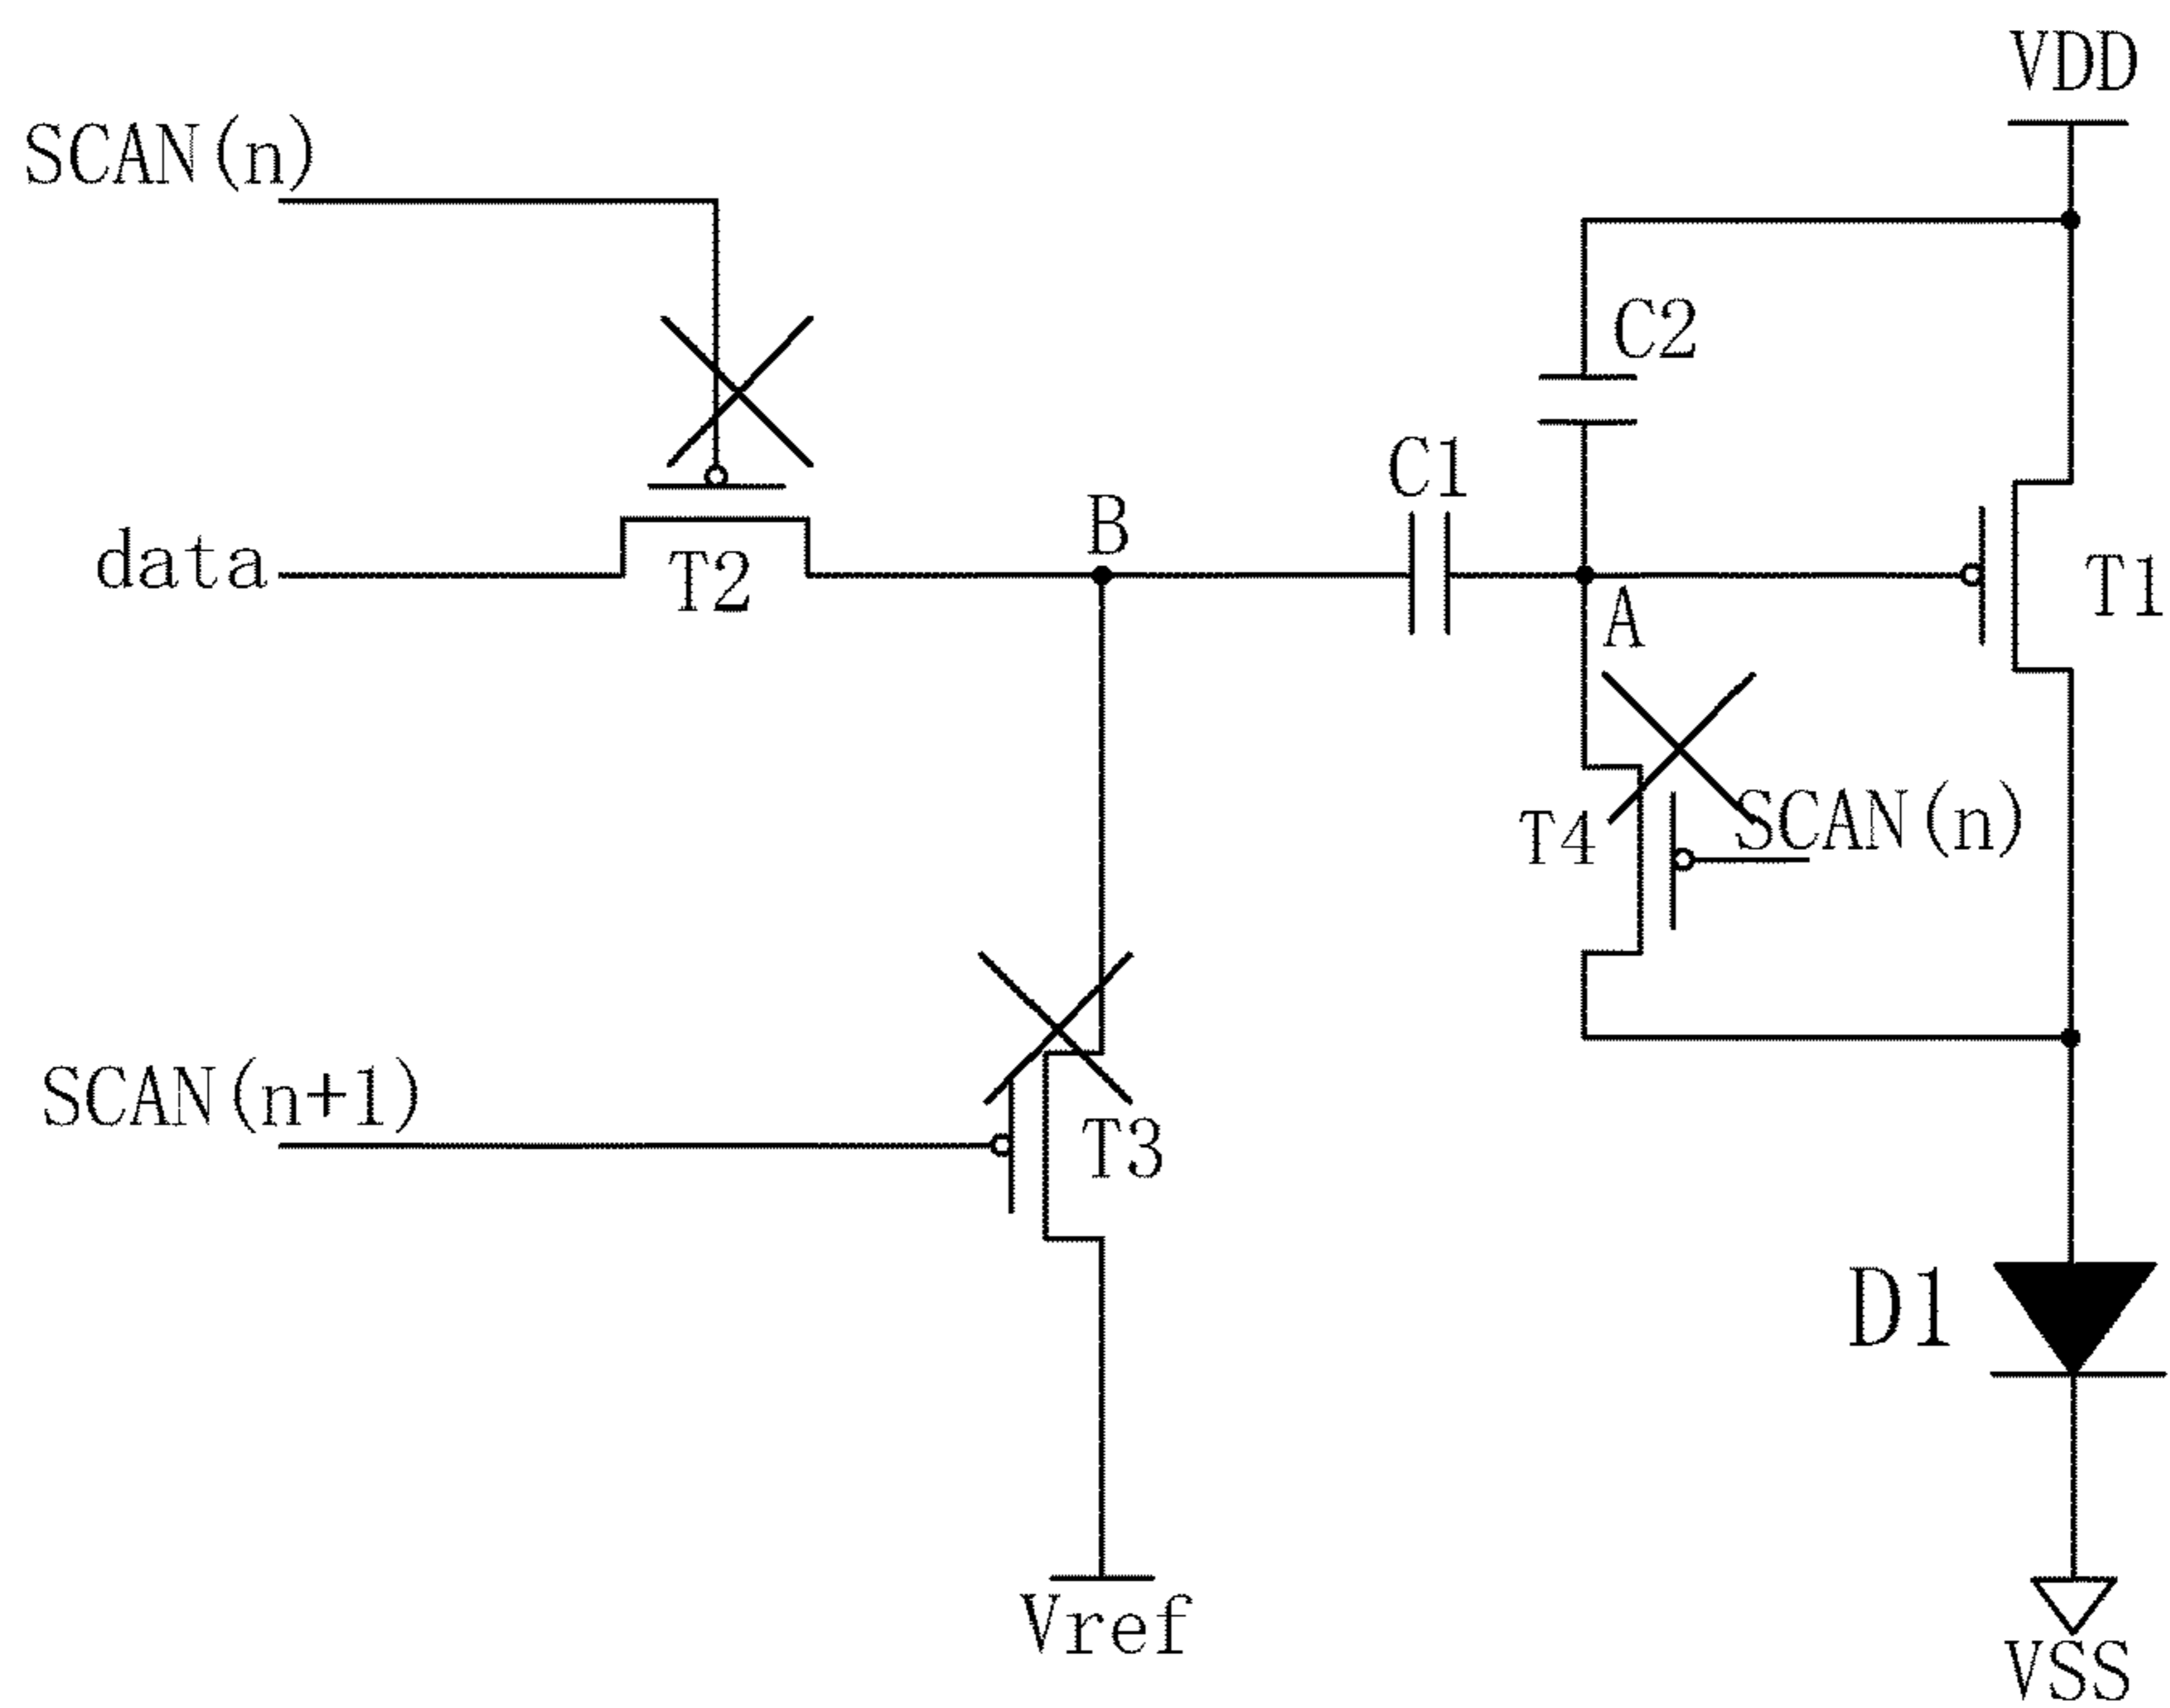 VDD
SCAN(n)
C2
C1
B
data
T2
T1
A
SCAN(n)
T4
SCAN(n+1)
T3
D1
Vref
VSS